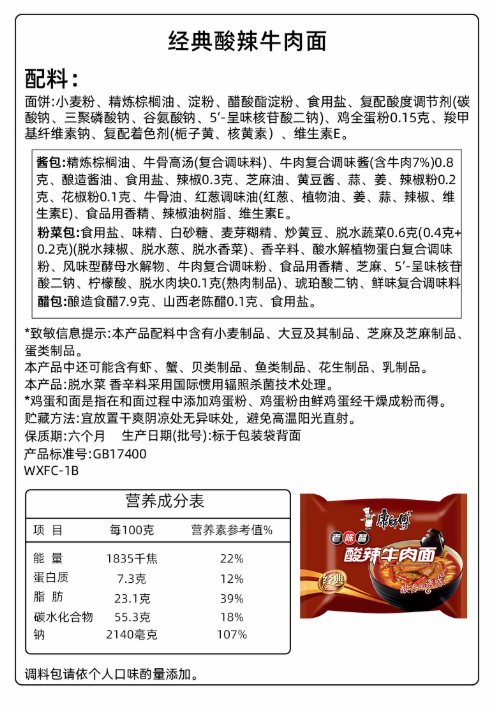 经典酸辣牛肉面
配料：
面饼:小麦粉、精炼棕榈油、淀粉、醋酸酯淀粉、食用盐、复配酸度调节剂(碳
酸钠、三聚磷酸钠、谷氨酸钠、5′-呈味核苷酸二钠)、鸡全蛋粉0.15克、羧甲
基纤维素钠、复配着色剂(栀子黄、核黄素）、维生素E。
酱包:精炼棕榈油、牛骨高汤(复合调味料）、牛肉复合调味酱(含牛肉7%)0.8
克、酿造酱油、食用盐、辣椒0.3克、芝麻油、黄豆酱、蒜、姜、辣椒粉0.2
克、花椒粉0.1克、牛骨油、红葱调味油(红葱、植物油、姜、蒜、辣椒、维
生素E)、食品用香精、辣椒油树脂、维生素E。
粉菜包:食用盐、味精、白砂糖、麦芽糊精、炒黄豆、脱水蔬菜0.6克(0.4克+
0.2克)(脱水辣椒、脱水葱、脱水香菜)、香辛料、酸水解植物蛋白复合调味
粉、风味型酵母水解物、牛肉复合调味粉、食品用香精、芝麻、5′-呈味核苷
酸二钠、柠檬酸、脱水肉块0.1克(熟肉制品)、琥珀酸二钠、鲜味复合调味料
醋包:酿造食醋7.9克、山西老陈醋0.1克、食用盐。
*致敏信息提示:本产品配料中含有小麦制品、大豆及其制品、芝麻及芝麻制品、
蛋类制品。
本产品中还可能含有虾、蟹、贝类制品、鱼类制品、花生制品、乳制品。
本产品:脱水菜 香辛料采用国际惯用辐照杀菌技术处理。
*鸡蛋和面是指在和面过程中添加鸡蛋粉、鸡蛋粉由鲜鸡蛋经干燥成粉而得。
贮藏方法:宜放置干爽阴凉处无异味处，避免高温阳光直射。
保质期:六个月 生产日期(批号):标于包装袋背面
产品标准号:GB17400
WXFC-1B
营养成分表
项 目 每100克 营养素参考值%
能 量 1835千焦 22%
蛋白质 7.3克 12%
脂 肪 23.1克 39%
碳水化合物 55.3克 18%
钠 2140毫克 107%
康师傅
老陈醋
酸辣牛肉面
经典
调料包请依个人口味酌量添加。